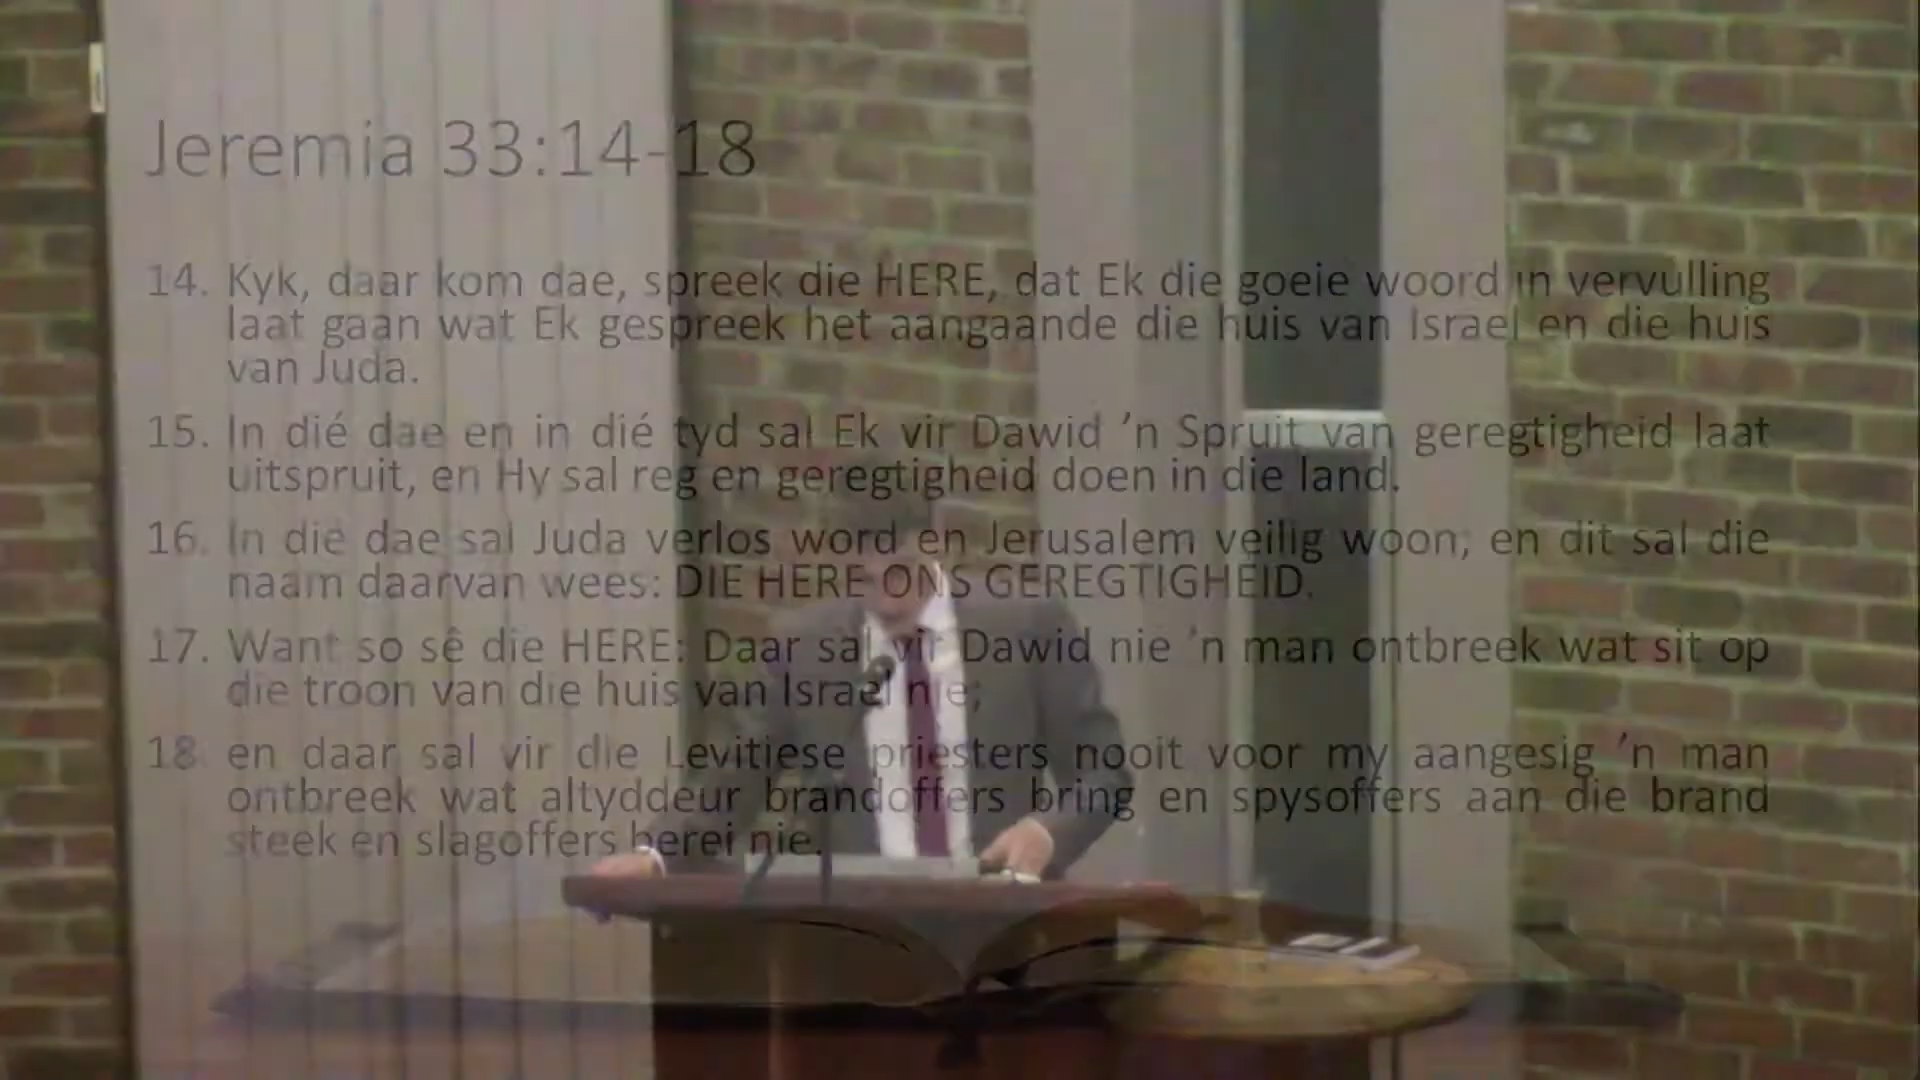 Jeremia 33:14-18
14. Kyk, daar kom dae, spreek die HERE, dat Ek die goeie woord in vervulling
laat gaan wat Ek gespreek het aangaande die huis van Israel en die huis
van Juda.
15. In dié dae en in dié tyd sal Ek vir Dawid ’n Spruit van geregtigheid laat
uitspruit, en Hy sal reg en geregtigheid doen in die land.
16. In die dae sal Juda verlos word en Jerusalem veilig woon; en dit sal die
naam daarvan wees: DIE HERE ONS GEREGTIGHEID.
17. Want so sê die HERE: Daar sal vir Dawid nie ’n man ontbreek wat sit op
die troon van die huis van Israel nie;
18. en daar sal vir die Levitiese priesters nooit voor my aangesig ’n man
ontbreek wat altyddeur brandoffers bring en spysoffers aan die brand
steek en slagoffers berei nie.